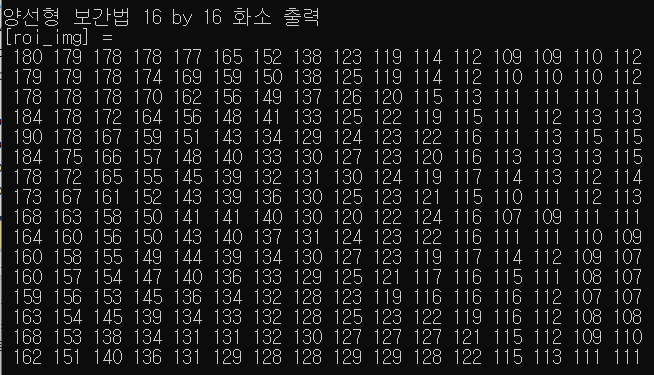 양선형 보간법 16 by 16 화소 출력
[roi_img] =
180 179 178 178 177 165 152 138 123 119 114 112 109 109 110 112
179 179 178 174 169 159 150 138 125 119 114 112 110 110 110 112
178 178 178 170 162 156 149 137 126 120 115 113 111 111 111 111
184 178 172 164 156 148 141 133 125 122 119 115 111 112 113 113
190 178 167 159 151 143 134 129 124 123 122 116 111 113 115 115
184 175 166 157 148 140 133 130 127 123 120 116 113 113 113 115
178 172 165 155 145 139 132 131 130 124 119 117 114 113 112 114
173 167 161 152 143 139 136 130 125 123 121 115 110 111 112 113
168 163 158 150 141 141 140 130 120 122 124 116 107 109 111 111
164 160 156 150 143 140 137 131 124 123 122 116 111 111 110 109
160 158 155 149 144 139 134 130 127 123 119 117 114 112 109 107
160 157 154 147 140 136 133 129 125 121 117 116 115 111 108 107
159 156 153 145 136 134 132 128 123 119 116 116 116 112 107 107
163 154 145 139 134 133 132 128 125 123 122 119 116 112 108 108
168 153 138 134 131 131 132 130 127 127 127 121 115 112 109 110
162 151 140 136 131 129 128 128 129 129 128 122 115 113 111 111